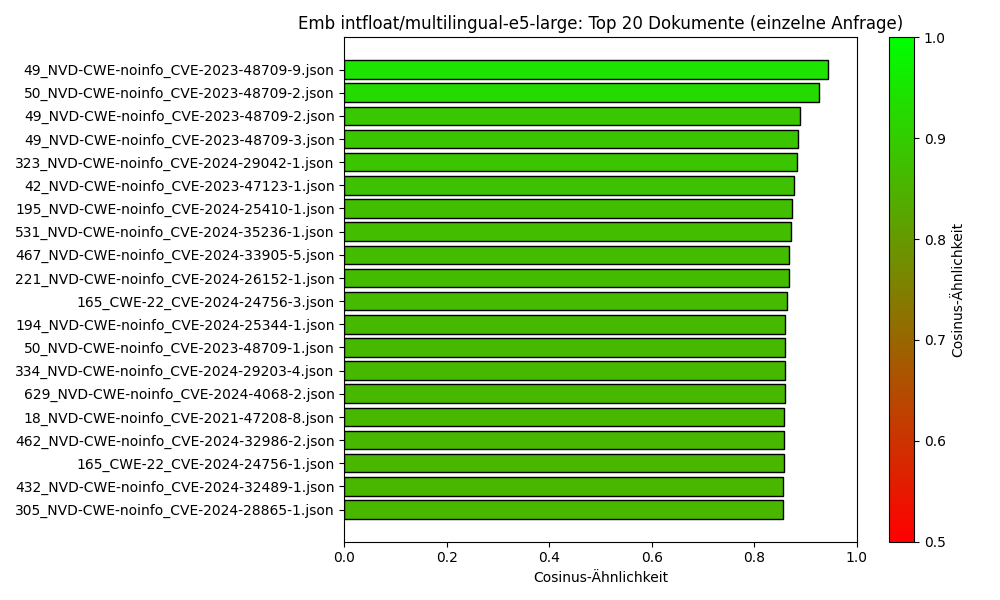 Emb intfloat/multilingual-e5-large: Top 20 Dokumente (einzelne Anfrage)
49_NVD-CWE-noinfo_CVE-2023-48709-9.json
50_NVD-CWE-noinfo_CVE-2023-48709-2.json
49_NVD-CWE-noinfo_CVE-2023-48709-2.json
49_NVD-CWE-noinfo_CVE-2023-48709-3.json
323_NVD-CWE-noinfo_CVE-2024-29042-1.json
42_NVD-CWE-noinfo_CVE-2023-47123-1.json
195_NVD-CWE-noinfo_CVE-2024-25410-1.json
531_NVD-CWE-noinfo_CVE-2024-35236-1.json
467_NVD-CWE-noinfo_CVE-2024-33905-5.json
221_NVD-CWE-noinfo_CVE-2024-26152-1.json
165_CWE-22_CVE-2024-24756-3.json
194_NVD-CWE-noinfo_CVE-2024-25344-1.json
50_NVD-CWE-noinfo_CVE-2023-48709-1.json
334_NVD-CWE-noinfo_CVE-2024-29203-4.json
629_NVD-CWE-noinfo_CVE-2024-4068-2.json
18_NVD-CWE-noinfo_CVE-2021-47208-8.json
462_NVD-CWE-noinfo_CVE-2024-32986-2.json
165_CWE-22_CVE-2024-24756-1.json
432_NVD-CWE-noinfo_CVE-2024-32489-1.json
305_NVD-CWE-noinfo_CVE-2024-28865-1.json
0.0 0.2 0.4 0.6 0.8 1.0
Cosinus-Ähnlichkeit
1.0
0.9
0.8
0.7
0.6
0.5
Cosinus-Ähnlichkeit